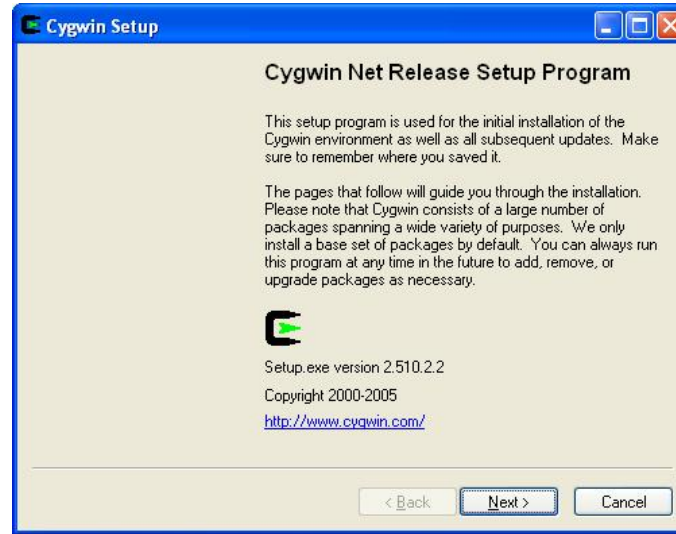 Cygwin Setup
Cygwin Net Release Setup Program
This setup program is used for the initial installation of the
Cygwin environment as well as all subsequent updates. Make
sure to remember where you saved it.
The pages that follow will guide you through the installation.
Please note that Cygwin consists of a large number of
packages spanning a wide variety of purposes. We only
install a base set of packages by default. You can always run
this program at any time in the future to add, remove, or
upgrade packages as necessary.
Setup.exe version 2.510.2.2
Copyright 2000-2005
http://www.cygwin.com/
< Back Next > Cancel